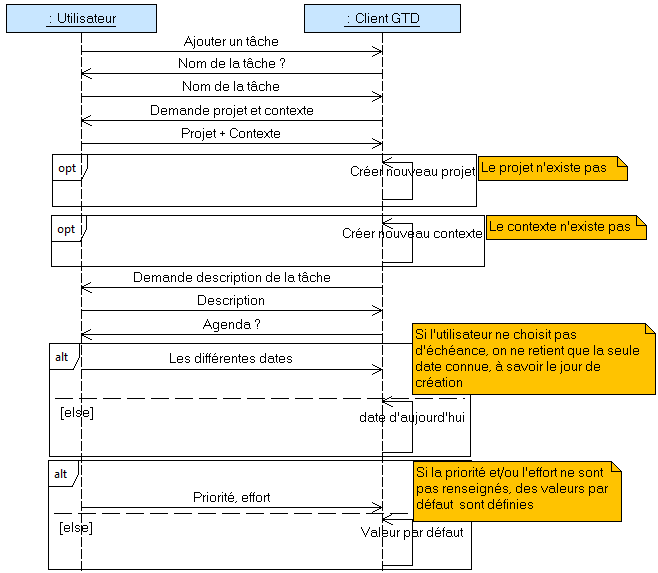 : Utilisateur
: Client GTD
Ajouter un tâche
Nom de la tâche ?
Nom de la tâche
Demande projet et contexte
Projet + Contexte
opt
Créer nouveau projet
Le projet n'existe pas
opt
Créer nouveau contexte
Le contexte n'existe pas
Demande description de la tâche
Description
Agenda ?
Si l'utilisateur ne choisit pas
d'échéance, on ne retient que la seule
date connue, à savoir le jour de
création
alt
Les différentes dates
[else]
date d'aujourd'hui
alt
Si la priorité et/ou l'effort ne sont
pas renseignés, des valeurs par
défaut sont définies
Priorité, effort
[else]
Valeur par défaut